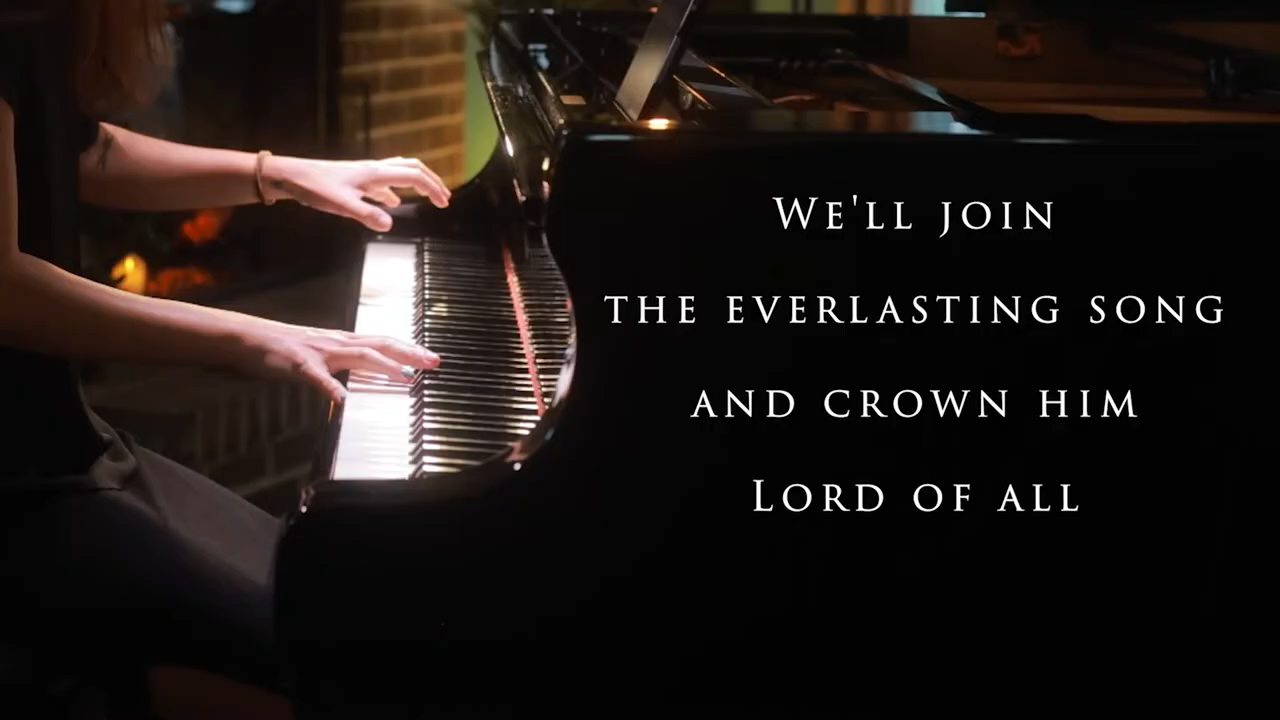 We'll join
the everlasting song
and crown Him
Lord of all